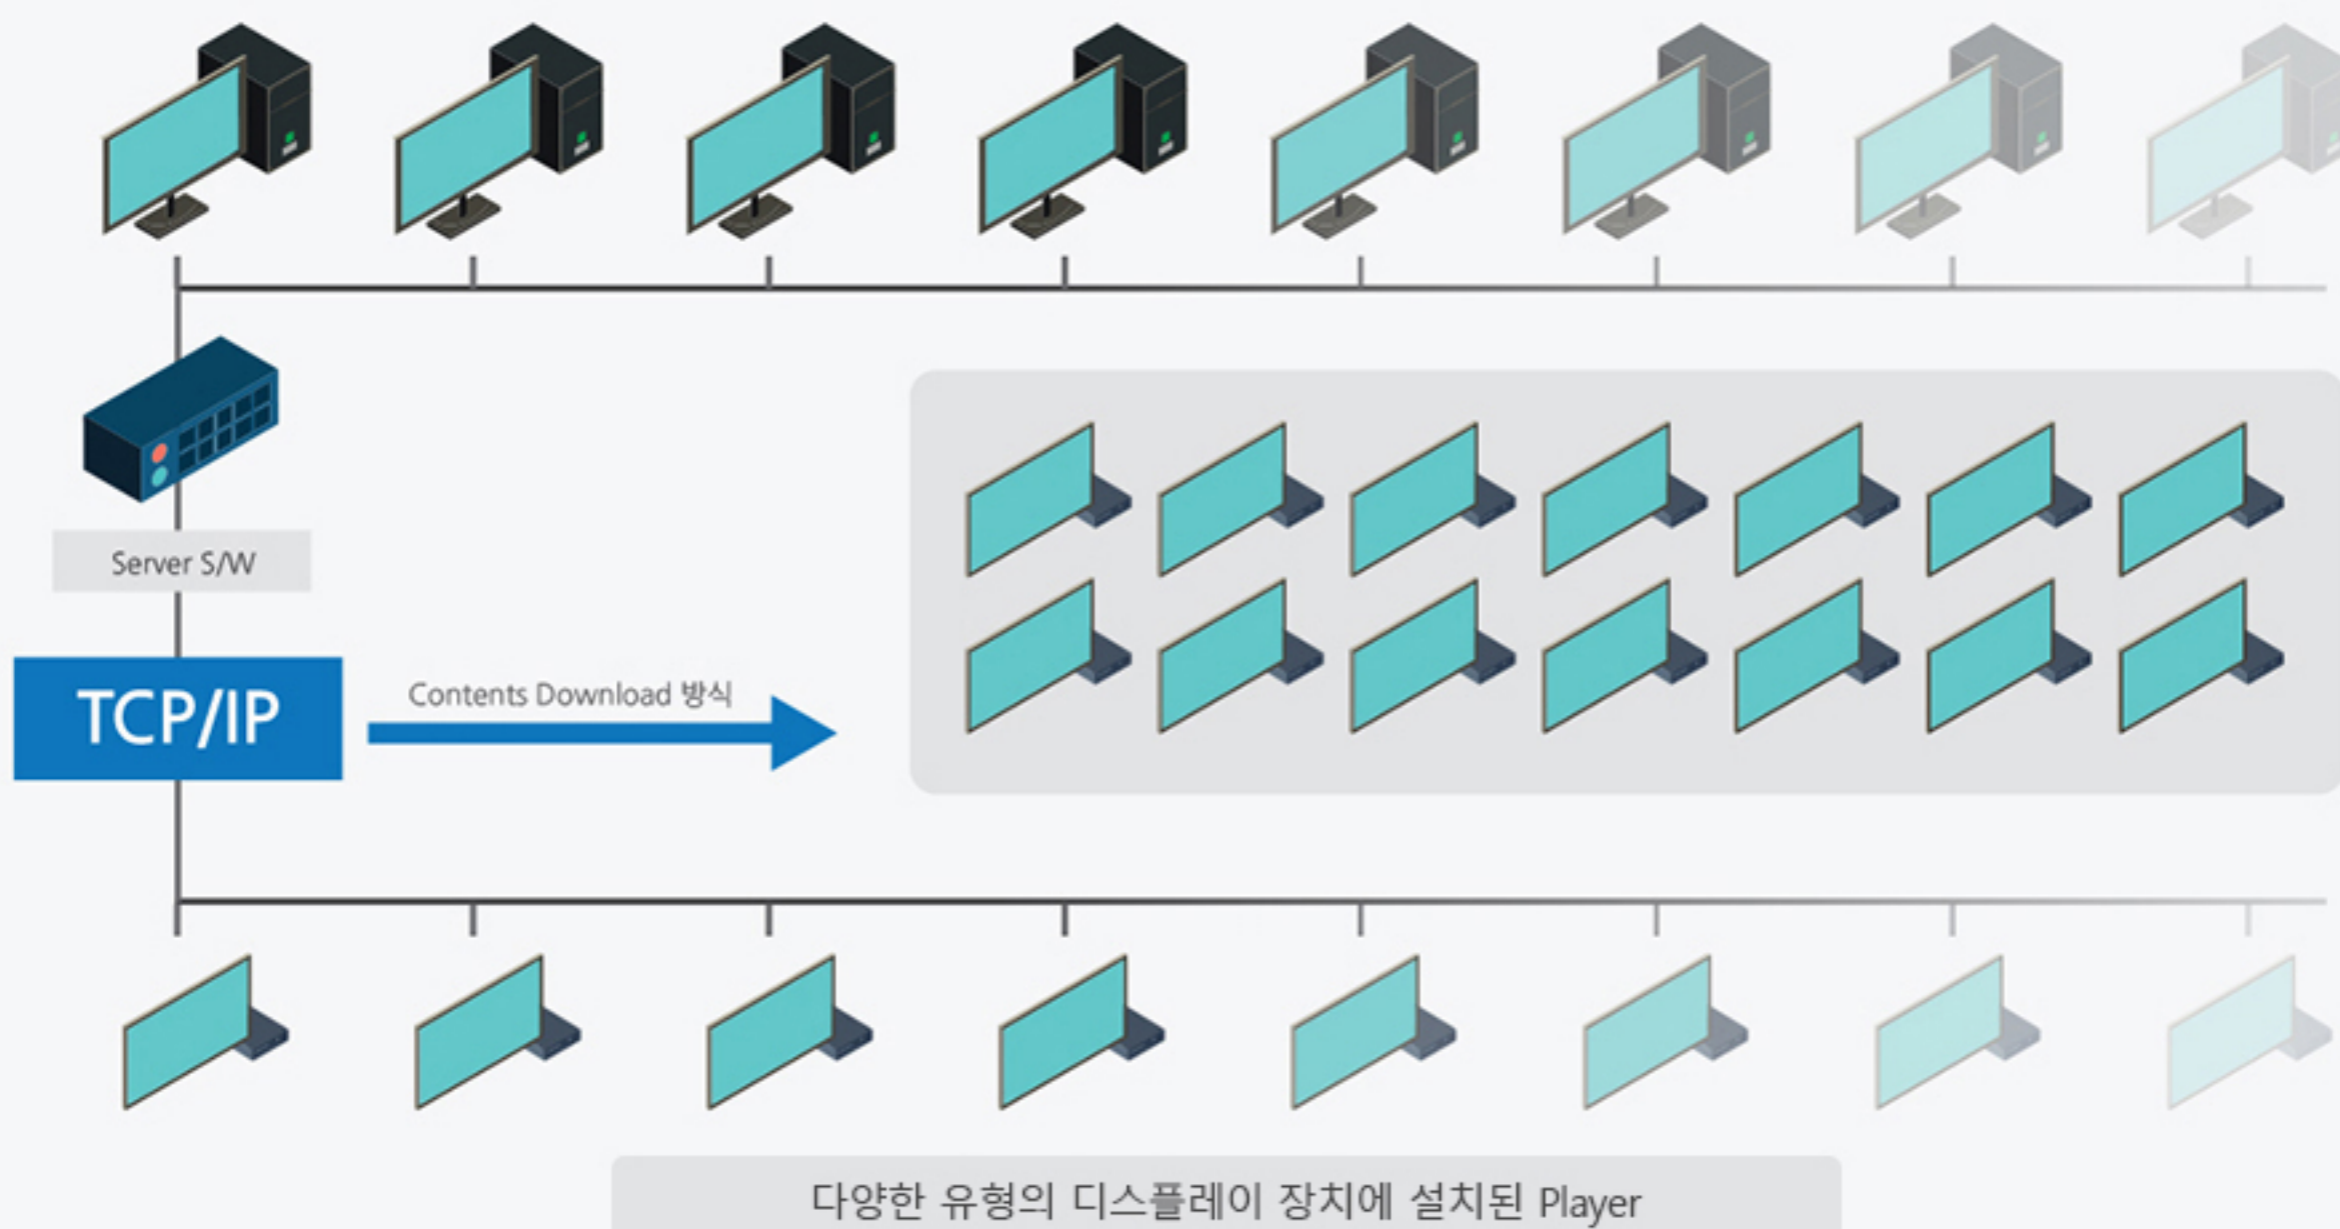 Server S/W
TCP/IP
Contents Download 방식
다양한 유형의 디스플레이 장치에 설치된 Player